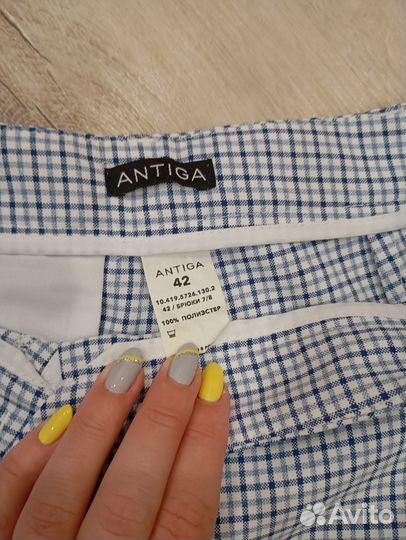 ANTIGA
ANTIGA
42
10.419.5726.130.2
42 / БРЮКИ 7/8
100% ПОЛИЭСТЕР
Avito